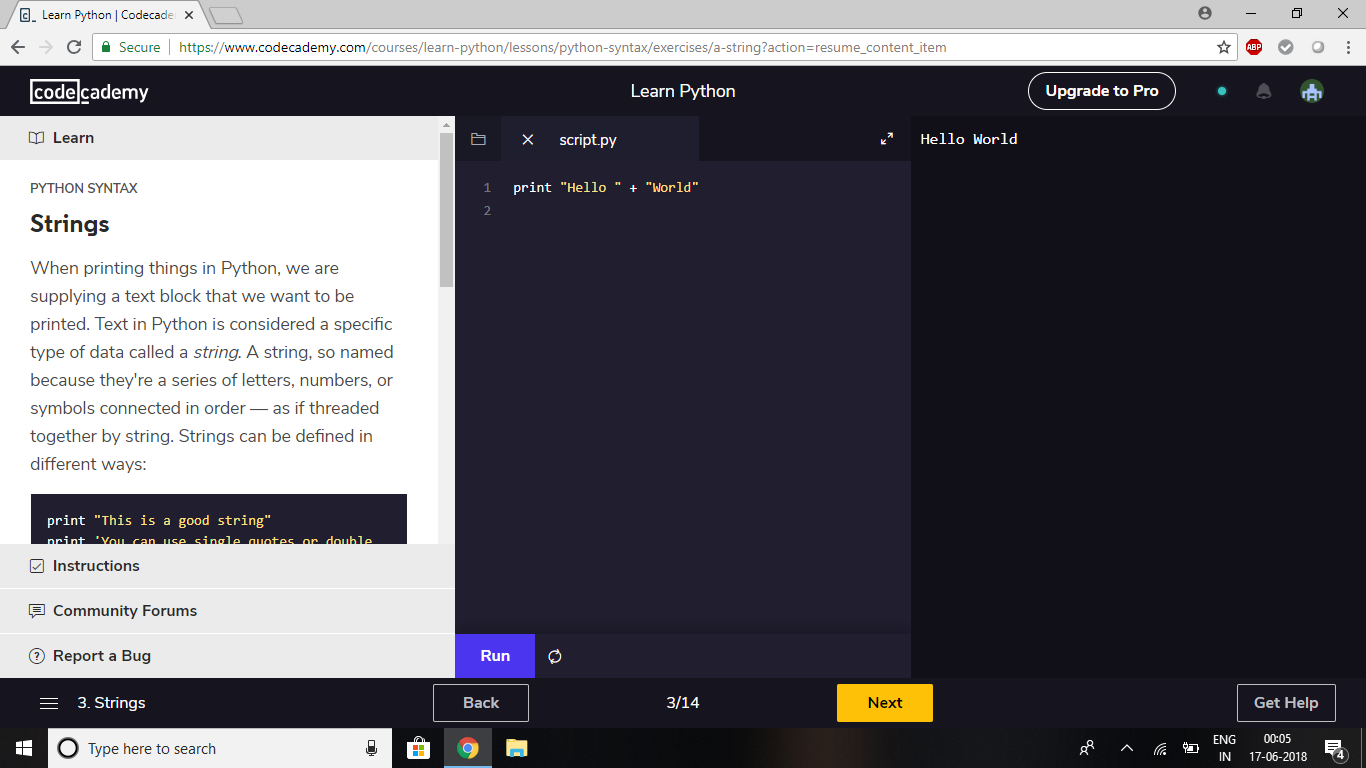 Learn Python | Codecade
Secure
https://www.codecademy.com/courses/learn-python/lessons/python-syntax/exercises/a-string?action=resume_content_item
ABP
codecademy
Learn Python
Upgrade to Pro
Learn
PYTHON SYNTAX
Strings
When printing things in Python, we are
supplying a text block that we want to be
printed. Text in Python is considered a specific
type of data called a string. A string, so named
because they're a series of letters, numbers, or
symbols connected in order — as if threaded
together by string. Strings can be defined in
different ways:
print "This is a good string"
print 'You can use single quotes or double
Instructions
Community Forums
Report a Bug
script.py
1 print "Hello " + "World"
2
Run
Hello World
3. Strings
Back
3/14
Next
Get Help
Type here to search
ENG
IN
00:05
17-06-2018
4